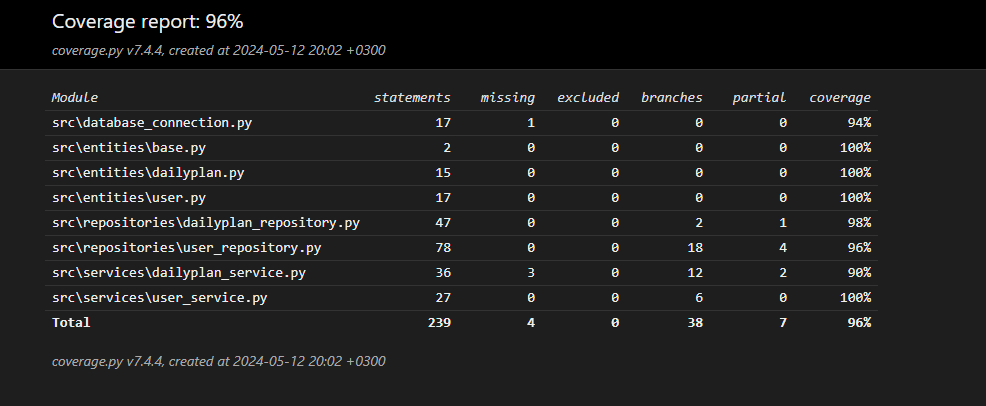 Coverage report: 96%
coverage.py v7.4.4, created at 2024-05-12 20:02 +0300
Module statements missing excluded branches partial coverage
src\database_connection.py 17 1 0 0 0 94%
src\entities\base.py 2 0 0 0 0 100%
src\entities\dailyplan.py 15 0 0 0 0 100%
src\entities\user.py 17 0 0 0 0 100%
src\repositories\dailyplan_repository.py 47 0 0 2 1 98%
src\repositories\user_repository.py 78 0 0 18 4 96%
src\services\dailyplan_service.py 36 3 0 12 2 90%
src\services\user_service.py 27 0 0 6 0 100%
Total 239 4 0 38 7 96%
coverage.py v7.4.4, created at 2024-05-12 20:02 +0300